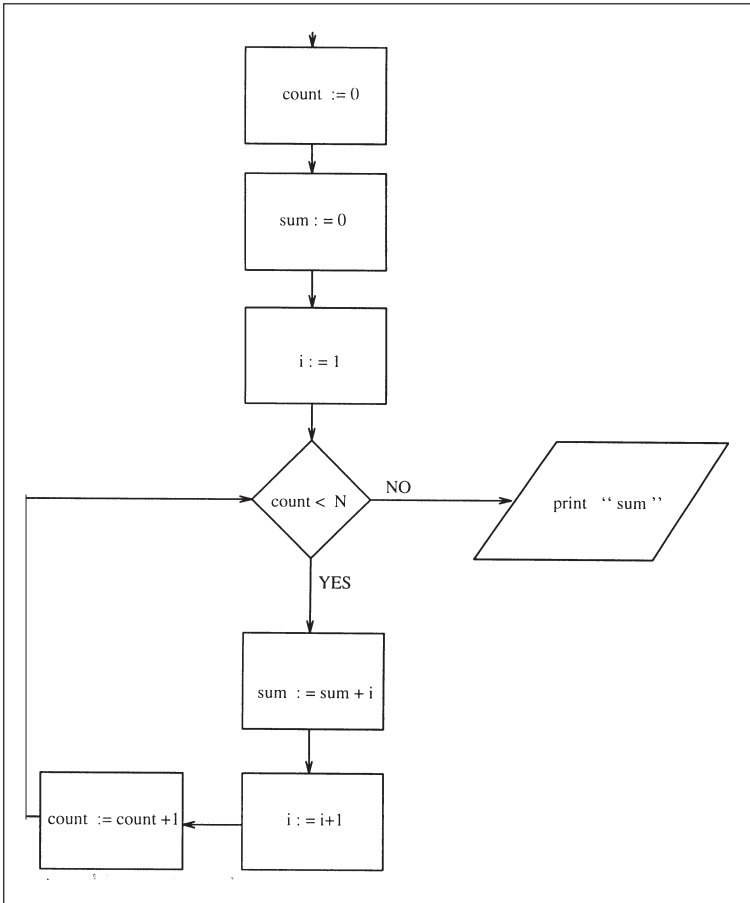 count := 0
sum : = 0
i : = 1
count < N
NO
print “ sum ”
YES
sum : = sum + i
i : = i+1
count := count +1